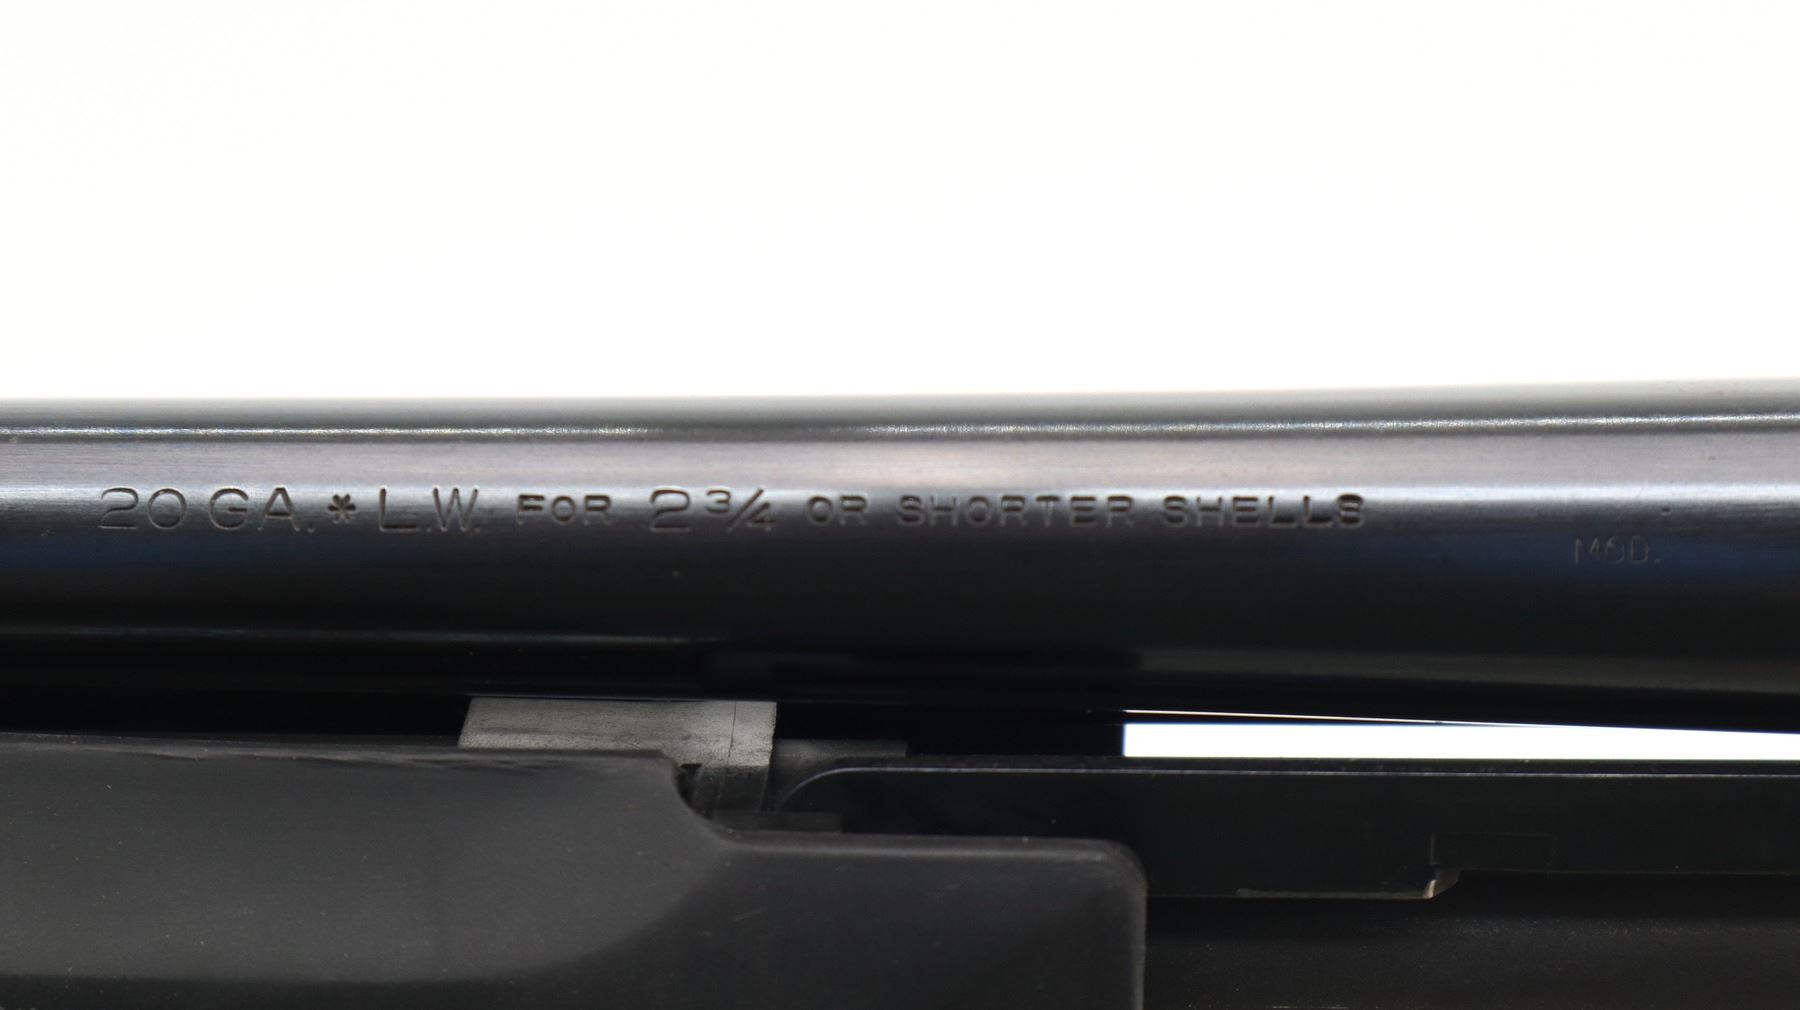 20 GA.* L.W. FOR 2 3/4 OR SHORTER SHELLS
MOD.